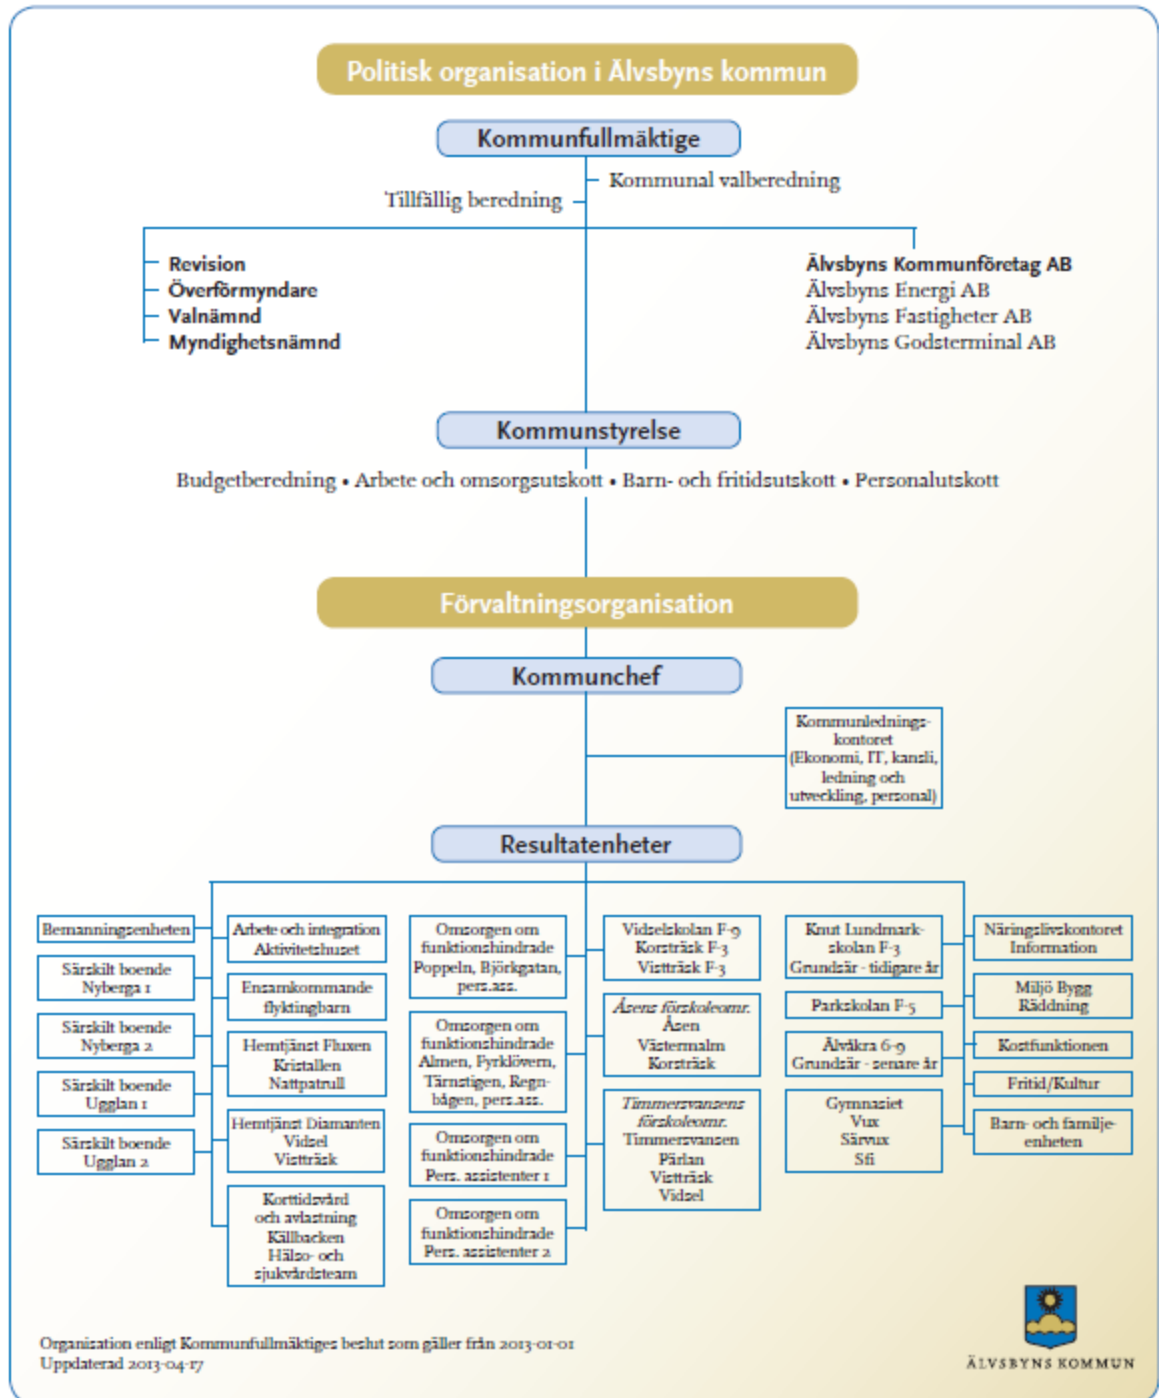 Politisk organisation i Älvsbyns kommun
Kommunfullmäktige
Kommunal valberedning
Tillfällig beredning
Revision
Överförmyndare
Valnämnd
Myndighetsnämnd
Älvsbyns Kommunföretag AB
Älvsbyns Energi AB
Älvsbyns Fastigheter AB
Älvsbyns Godsterminal AB
Kommunstyrelse
Budgetberedning • Arbete och omsorgsutskott • Barn- och fritidsutskott • Personalutskott
Förvaltningsorganisation
Kommunchef
Kommunlednings-
kontoret
(Ekonomi, IT, kansli,
ledning och
utveckling, personal)
Resultatenheter
Bemanningsenheten
Särskilt boende
Nyberga 1
Särskilt boende
Nyberga 2
Särskilt boende
Ugglan 1
Särskilt boende
Ugglan 2
Arbete och integration
Aktivitetshuset
Ensamkommande
flyktingbarn
Hemtjänst Fluxen
Kristallen
Nattpatrull
Hemtjänst Diamanten
Vidsel
Vistträsk
Korttidsvård
och avlastning
Källbacken
Hälso- och
sjukvårdsteam
Omsorgen om
funktionshindrade
Poppeln, Björkgatan,
pers.ass.
Omsorgen om
funktionshindrade
Almen, Fyrklövern,
Tärnstigen, Regn-
bågen, pers.ass.
Omsorgen om
funktionshindrade
Pers. assistenter 1
Omsorgen om
funktionshindrade
Pers. assistenter 2
Vidselskolan F-9
Korsträsk F-3
Vistträsk F-3
Åsens förskoleomr.
Åsen
Västermalm
Korsträsk
Timmersvansens
förskoleomr.
Timmersvansen
Pärlan
Vistträsk
Vidsel
Knut Lundmark-
skolan F-3
Grundsär - tidigare år
Parkskolan F-5
Älvåkra 6-9
Grundsär - senare år
Gymnasiet
Vux
Särvux
Sfi
Näringslivskontoret
Information
Miljö Bygg
Räddning
Kostfunktionen
Fritid/Kultur
Barn- och familje-
enheten
Organisation enligt Kommunfullmäktiges beslut som gäller från 2013-01-01
Uppdaterad 2013-04-17
ÄLVSBYNS KOMMUN